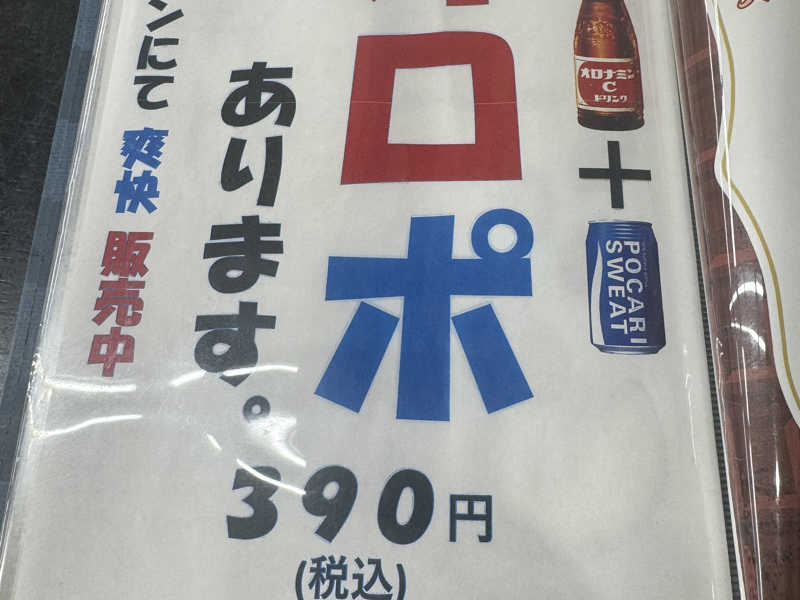 オロナミン
C
ドリンク
+
POCARI
SWEAT
ロポ
あります。
ンにて 爽快 販売中
390円
(税込)